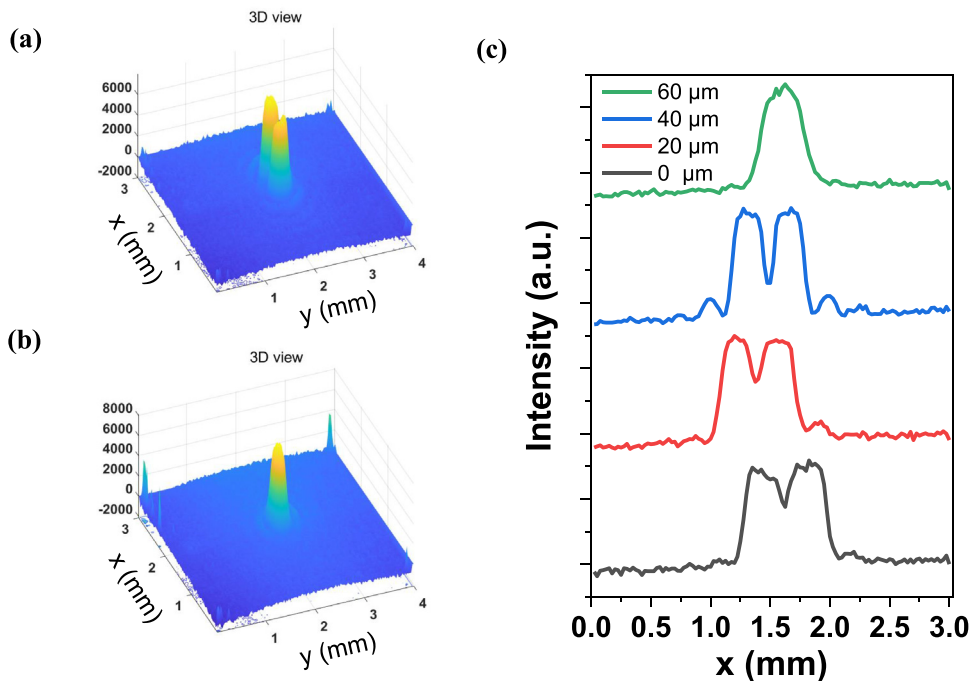 (a)
3D view
6000
4000
2000
0
-2000
3
2
1
x (mm)
1
2
3
4
y (mm)
(b)
3D view
8000
6000
4000
2000
0
-2000
3
2
1
x (mm)
1
2
3
4
y (mm)
(c)
60 μm
40 μm
20 μm
0 μm
Intensity (a.u.)
0.0 0.5 1.0 1.5 2.0 2.5 3.0
x (mm)